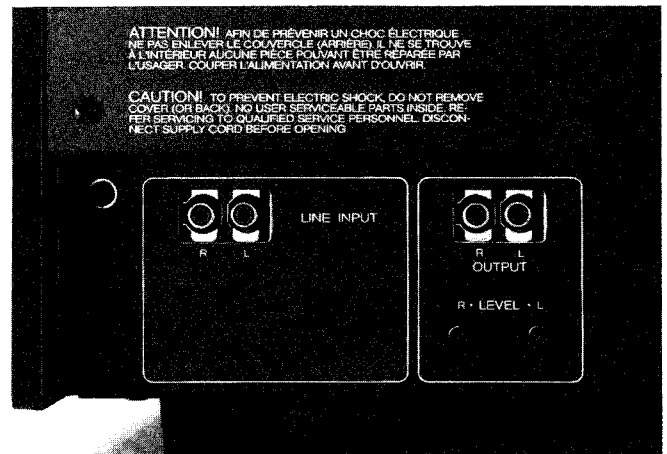 ATTENTION! AFIN DE PRÉVENIR UN CHOC ÉLECTRIQUE
NE PAS ENLEVER LE COUVERCLE (ARRIÈRE) IL NE SE TROUVE
À L'INTÉRIEUR AUCUNE PIÈCE POUVANT ÊTRE RÉPARÉE PAR
L'USAGER. COUPER L'ALIMENTATION AVANT D'OUVRIR.
CAUTION! TO PREVENT ELECTRIC SHOCK, DO NOT REMOVE
COVER (OR BACK). NO USER SERVICEABLE PARTS INSIDE. RE-
FER SERVICING TO QUALIFIED SERVICE PERSONNEL. DISCON-
NECT SUPPLY CORD BEFORE OPENING.
LINE INPUT
R L
R L
OUTPUT
R • LEVEL • L